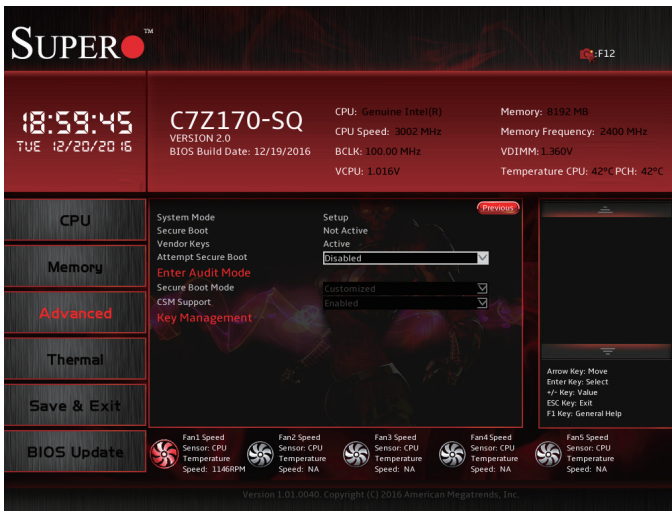 SUPER TM
:F12
18:59:45
TUE 12/20/2016
C7Z170-SQ
VERSION 2.0
BIOS Build Date: 12/19/2016
CPU: Genuine Intel(R)
CPU Speed: 3002 MHz
BCLK: 100.00 MHz
VCPU: 1.016V
Memory: 8192 MB
Memory Frequency: 2400 MHz
VDIMM: 1.360V
Temperature CPU: 42°C PCH: 42°C
CPU
Memory
Advanced
Thermal
Save & Exit
BIOS Update
Previous
System Mode Setup
Secure Boot Not Active
Vendor Keys Active
Attempt Secure Boot Disabled
Enter Audit Mode
Secure Boot Mode Customized
CSM Support Enabled
Key Management
Arrow Key: Move
Enter Key: Select
+/- Key: Value
ESC Key: Exit
F1 Key: General Help
Fan1 Speed
Sensor: CPU
Temperature
Speed: 1146RPM
Fan2 Speed
Sensor: CPU
Temperature
Speed: NA
Fan3 Speed
Sensor: CPU
Temperature
Speed: NA
Fan4 Speed
Sensor: CPU
Temperature
Speed: NA
Fan5 Speed
Sensor: CPU
Temperature
Speed: NA
Version 1.01.0040. Copyright (C) 2016 American Megatrends, Inc.